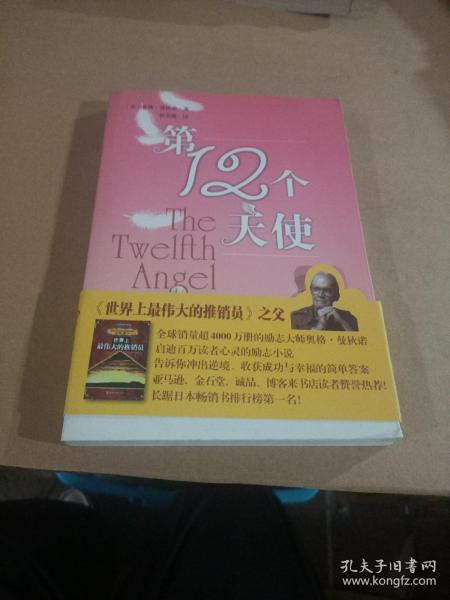 第
12个
天使
The
Twelfth
Angel
《世界上最伟大的推销员》之父
全球销量超4000万册的励志大师奥格·曼狄诺
启迪百万读者心灵的励志小说
告诉你冲出逆境、收获成功与幸福的简单答案
亚马逊、金石堂、诚品、博客来书店读者赞誉热荐!
长踞日本畅销书排行榜第一名!
世界上
最伟大的推销员
孔夫子旧书网
www.kongfz.com